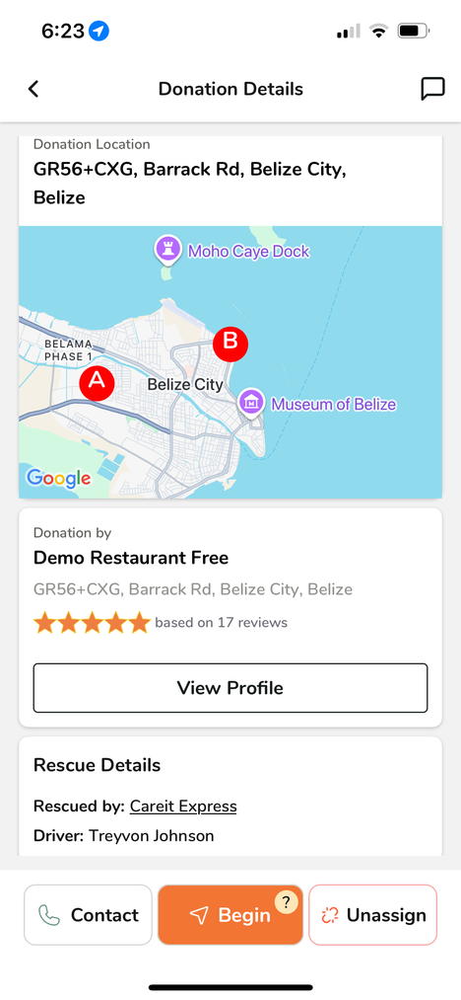 6:23
Donation Details
Donation Location
GR56+CXG, Barrack Rd, Belize City,
Belize
Moho Caye Dock
BELAMA
PHASE 1
B
A
Belize City
Museum of Belize
Google
Donation by
Demo Restaurant Free
GR56+CXG, Barrack Rd, Belize City, Belize
based on 17 reviews
View Profile
Rescue Details
Rescued by: Careit Express
Driver: Treyvon Johnson
Contact
Begin
?
Unassign